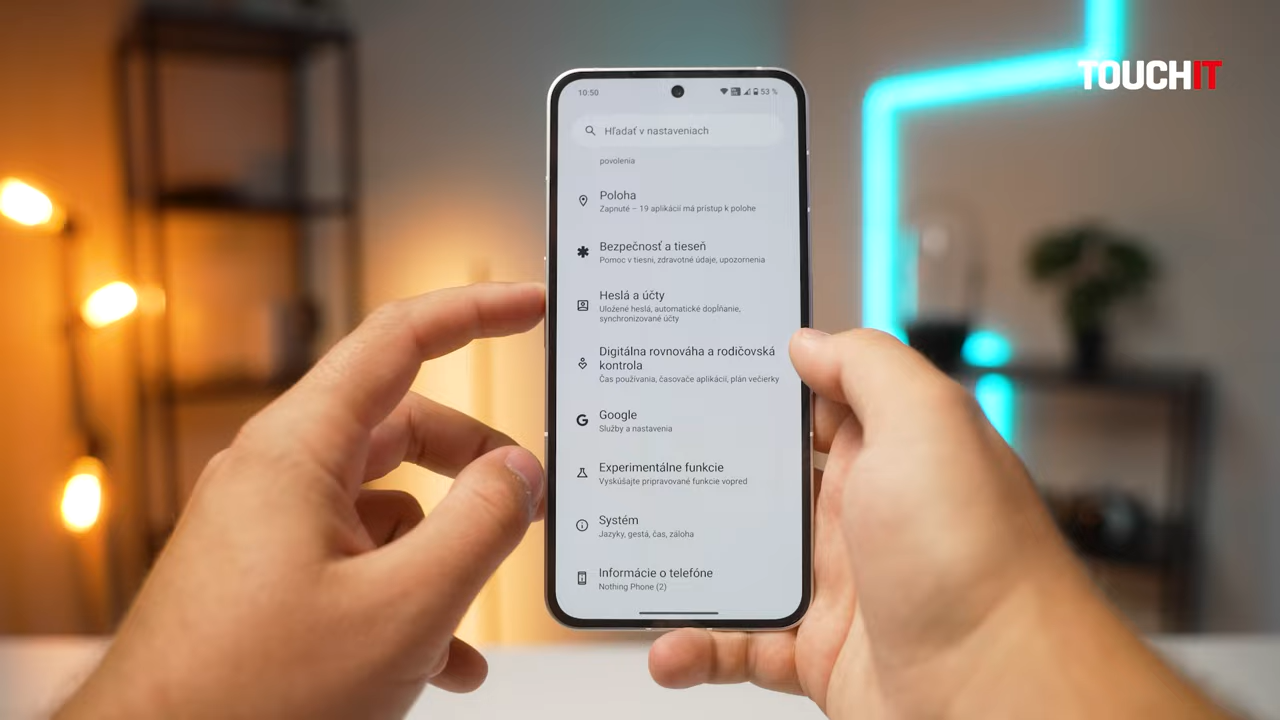 TOUCHIT
10:50
53 %
Hľadať v nastaveniach
povolenia
Poloha
Zapnuté – 19 aplikácií má prístup k polohe
Bezpečnosť a tieseň
Pomoc v tiesni, zdravotné údaje, upozornenia
Heslá a účty
Uložené heslá, automatické dopĺňanie,
synchronizované účty
Digitálna rovnováha a rodičovská
kontrola
Čas používania, časovače aplikácií, plán večierky
Google
Služby a nastavenia
Experimentálne funkcie
Vyskúšajte pripravované funkcie vopred
Systém
Jazyky, gestá, čas, záloha
Informácie o telefóne
Nothing Phone (2)